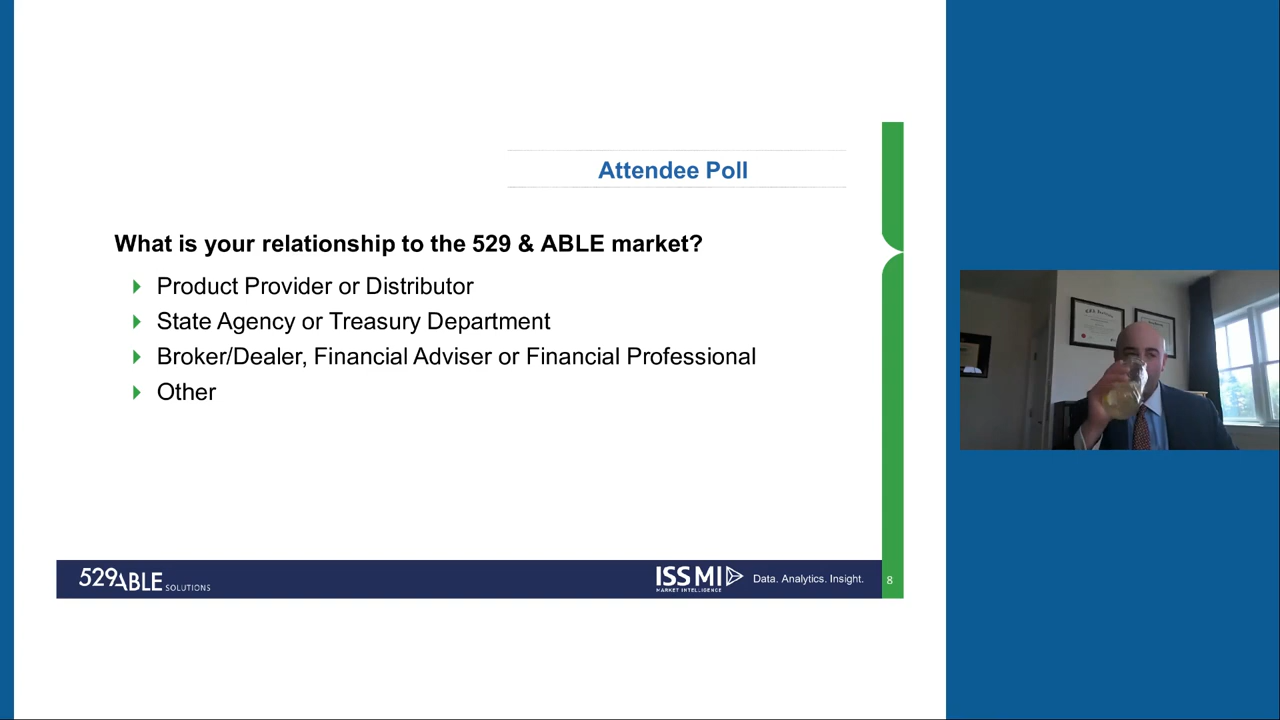 Attendee Poll
What is your relationship to the 529 & ABLE market?
Product Provider or Distributor
State Agency or Treasury Department
Broker/Dealer, Financial Adviser or Financial Professional
Other
529ABLE SOLUTIONS
ISS MI Data. Analytics. Insight. 8
MARKET INTELLIGENCE